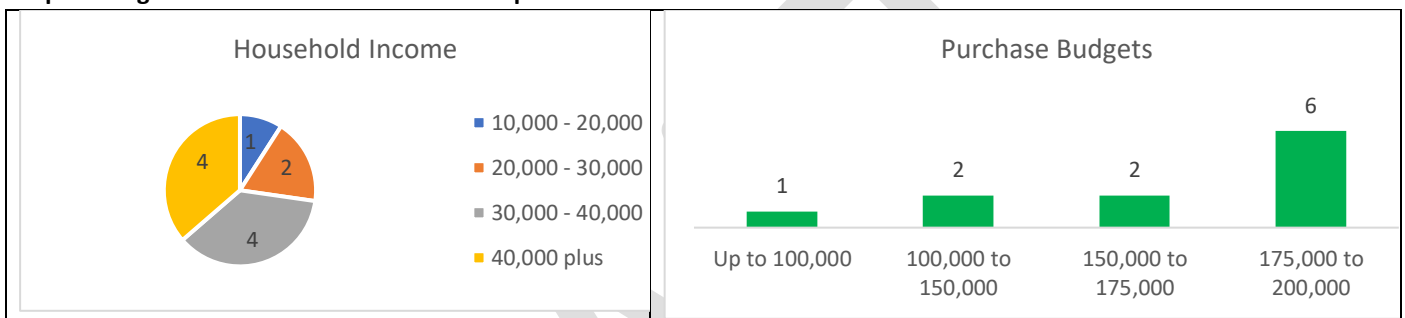 Household Income
1
2
4
4
10,000 - 20,000
20,000 - 30,000
30,000 - 40,000
40,000 plus
Purchase Budgets
1
2
2
6
Up to 100,000
100,000 to
150,000
150,000 to
175,000
175,000 to
200,000